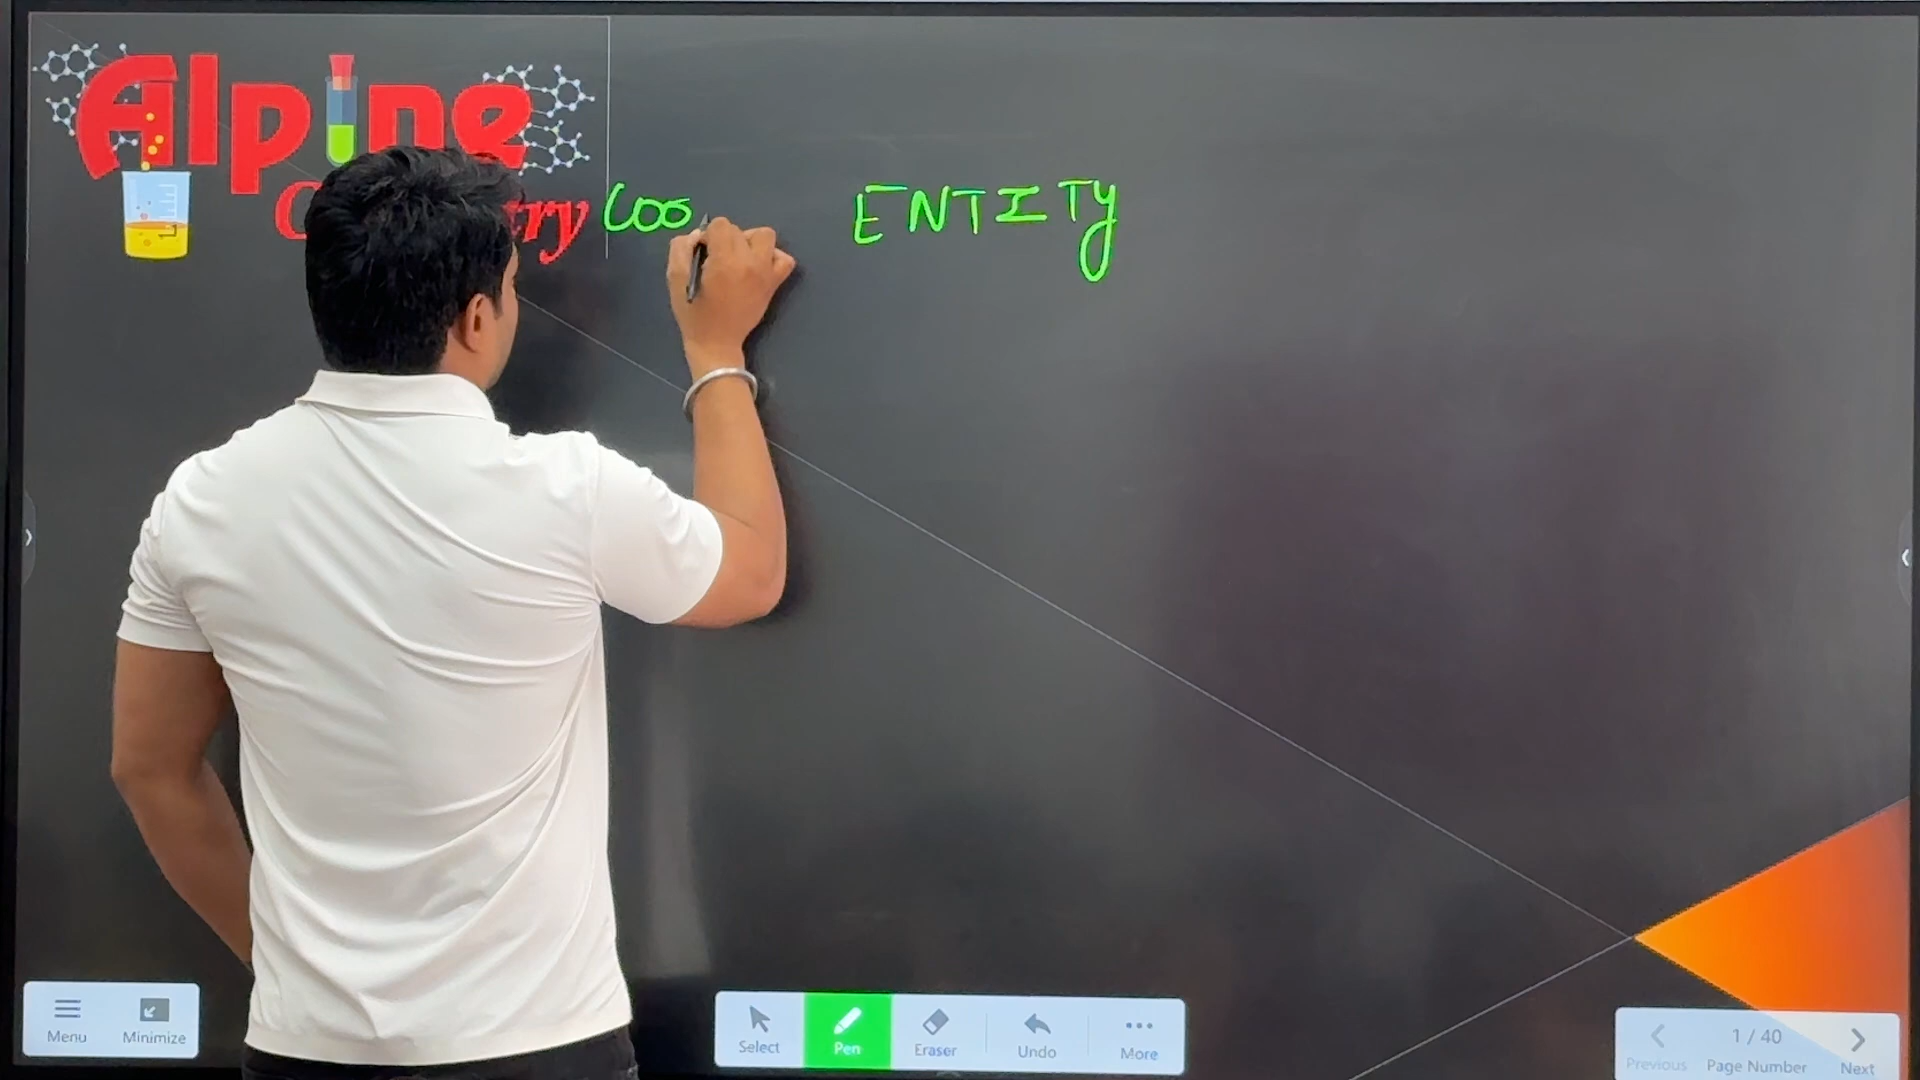 Alpine
try
Coo ENTITy
Menu Minimize
Select Pen Eraser Undo More
1 / 40
Previous Page Number Next